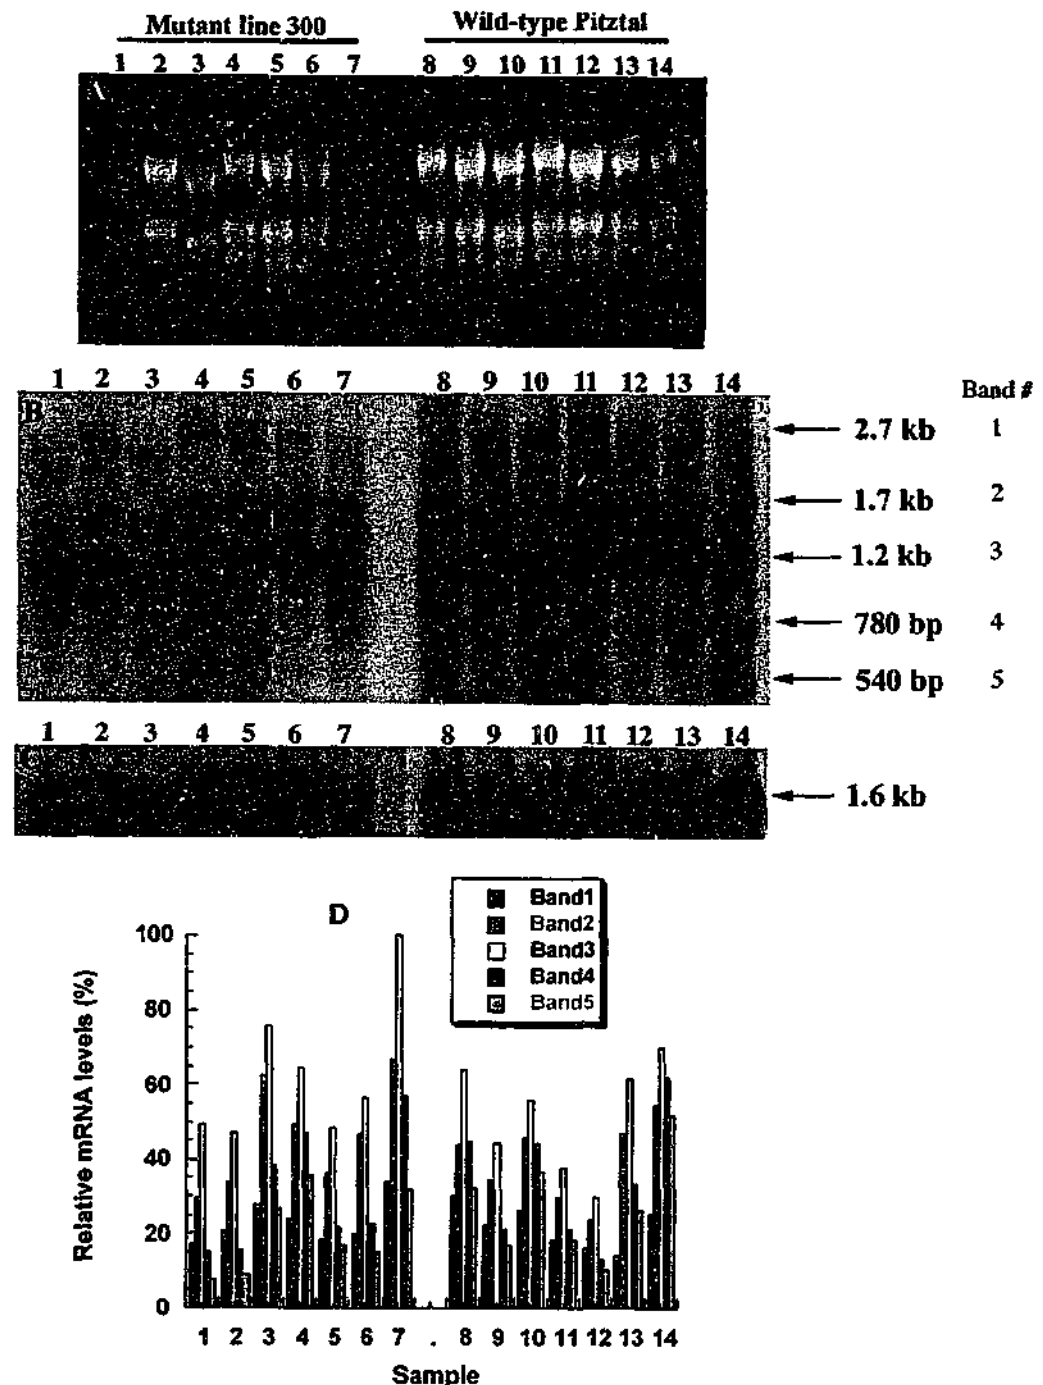 Mutant line 300 Wild-type Pitztal
1 2 3 4 5 6 7 8 9 10 11 12 13 14
A
1 2 3 4 5 6 7 8 9 10 11 12 13 14 Band #
B
2.7 kb 1
1.7 kb 2
1.2 kb 3
780 bp 4
540 bp 5
1 2 3 4 5 6 7 8 9 10 11 12 13 14
1.6 kb
D
Band1
Band2
Band3
Band4
Band5
Relative mRNA levels (%)
100
80
60
40
20
0
1 2 3 4 5 6 7 . 8 9 10 11 12 13 14
Sample